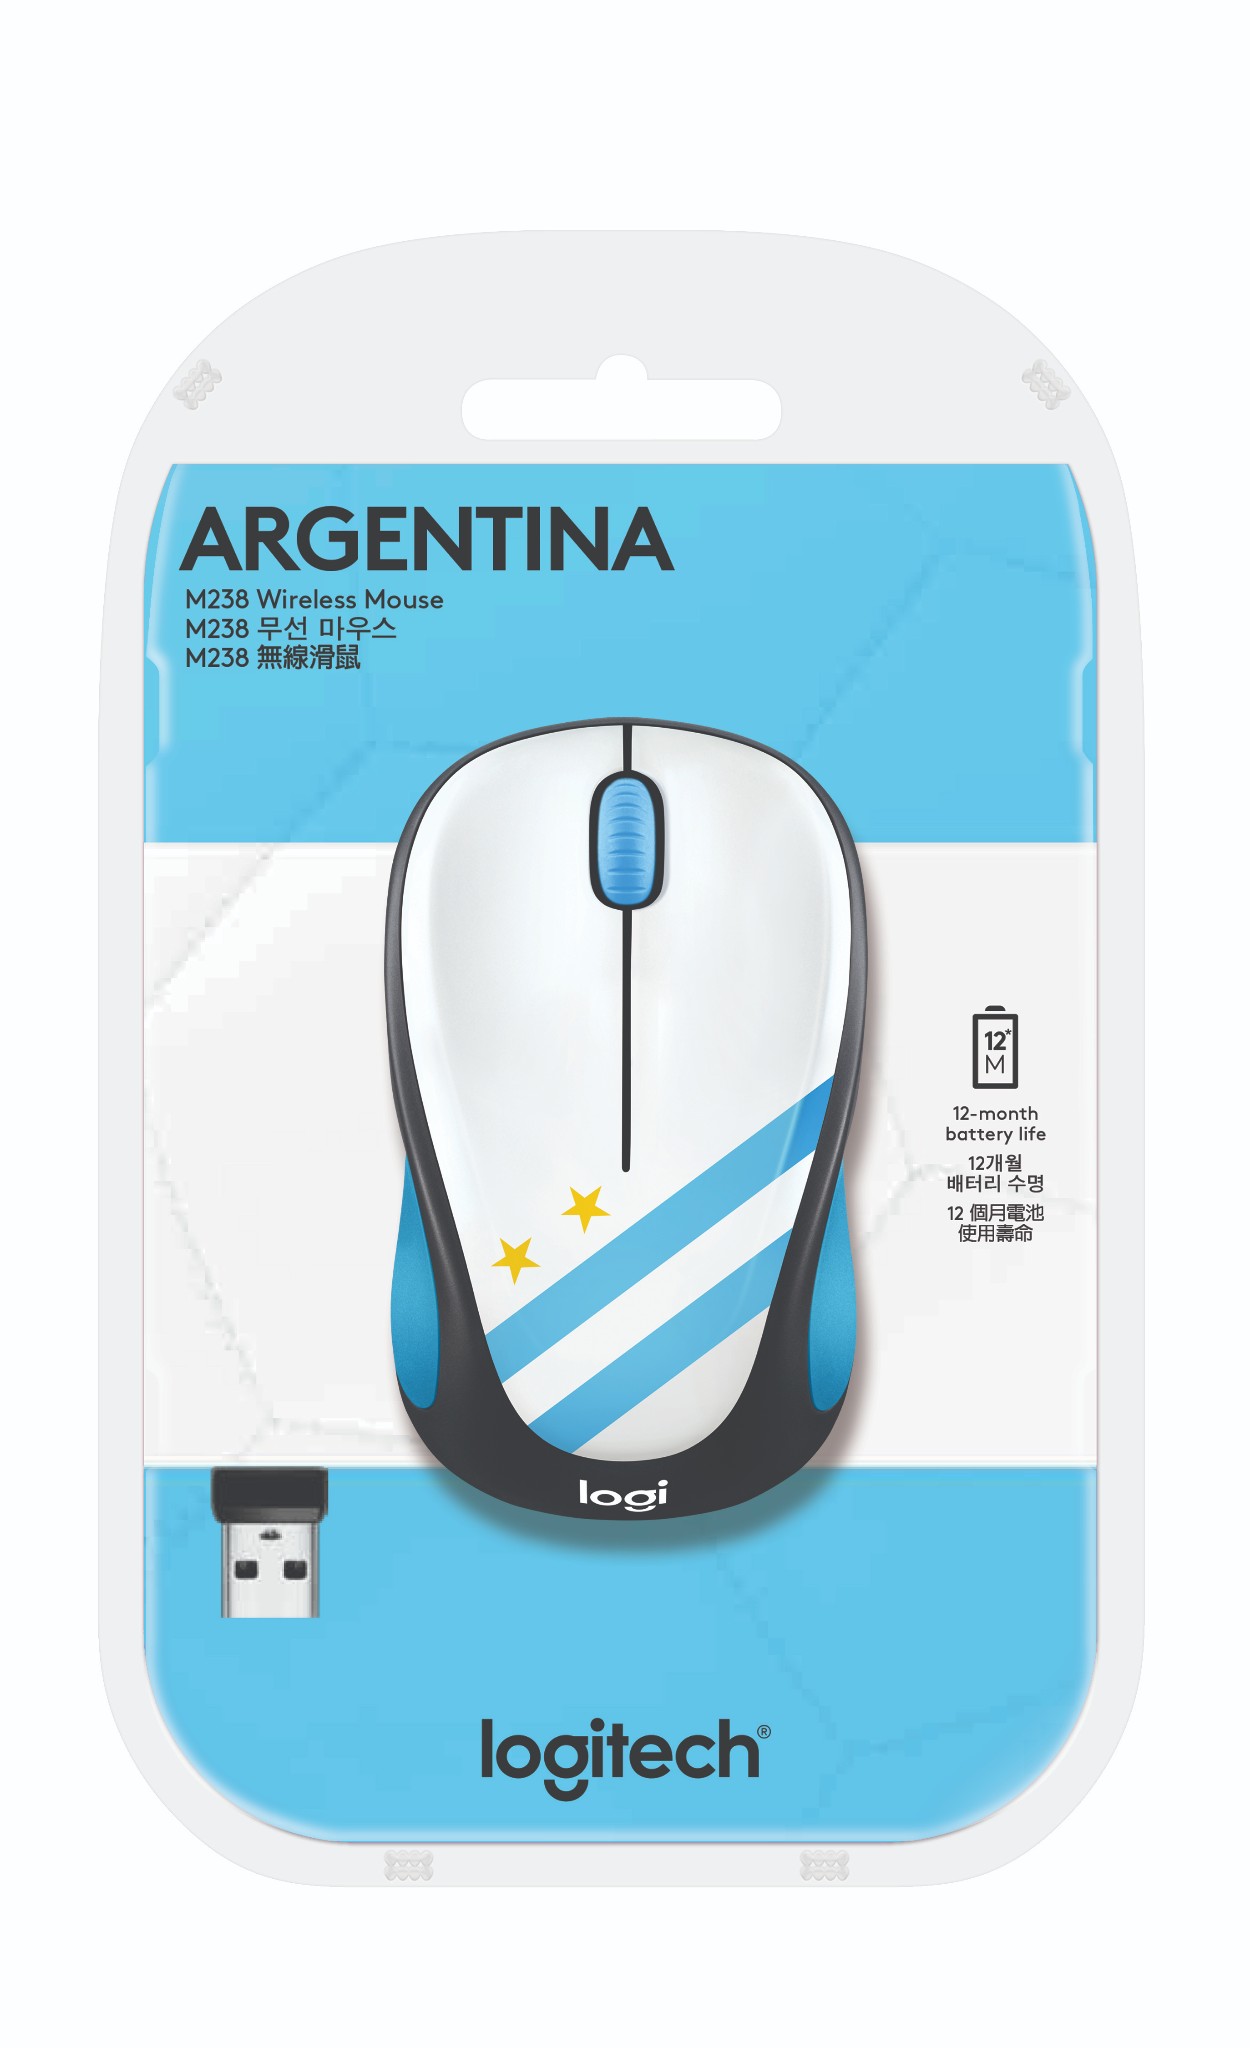 ARGENTINA
M238 Wireless Mouse
M238 무선 마우스
M238 無線滑鼠
12*
M
12-month
battery life
12개월
배터리 수명
12 個月電池
使用壽命
logi
logitech®